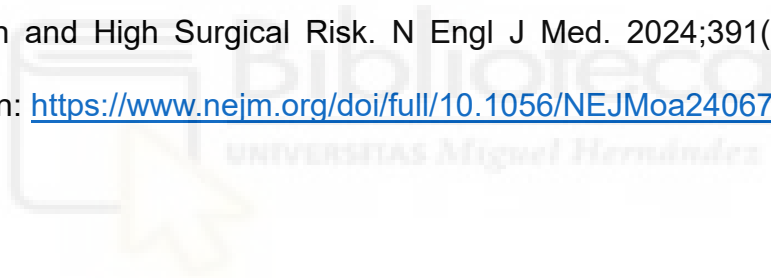 n and High Surgical Risk. N Engl J Med. 2024;391(
n: https://www.nejm.org/doi/full/10.1056/NEJMoa24067
Biblioteca
UNIVERSITAS Miguel Hernández